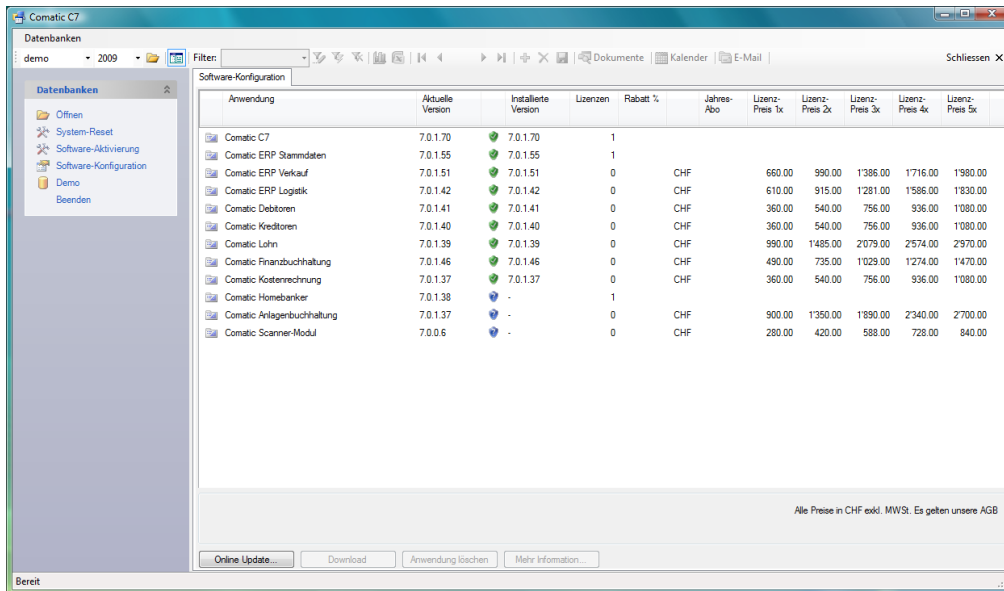 Comatic C7
Datenbanken
demo 2009 Filter: Dokumente Kalender E-Mail Schliessen X
Datenbanken
Öffnen
System-Reset
Software-Aktivierung
Software-Konfiguration
Demo
Beenden
Software-Konfiguration
Anwendung Aktuelle Version Installierte Version Lizenzen Rabatt % Jahres-Abo Lizenz-Preis 1x Lizenz-Preis 2x Lizenz-Preis 3x Lizenz-Preis 4x Lizenz-Preis 5x
Comatic C7 7.0.1.70 7.0.1.70 1
Comatic ERP Stammdaten 7.0.1.55 7.0.1.55 1
Comatic ERP Verkauf 7.0.1.51 7.0.1.51 0 CHF 660.00 990.00 1'386.00 1'716.00 1'980.00
Comatic ERP Logistik 7.0.1.42 7.0.1.42 0 CHF 610.00 915.00 1'281.00 1'586.00 1'830.00
Comatic Debitoren 7.0.1.41 7.0.1.41 0 CHF 360.00 540.00 756.00 936.00 1'080.00
Comatic Kreditoren 7.0.1.40 7.0.1.40 0 CHF 360.00 540.00 756.00 936.00 1'080.00
Comatic Lohn 7.0.1.39 7.0.1.39 0 CHF 990.00 1'485.00 2'079.00 2'574.00 2'970.00
Comatic Finanzbuchhaltung 7.0.1.46 7.0.1.46 0 CHF 490.00 735.00 1'029.00 1'274.00 1'470.00
Comatic Kostenrechnung 7.0.1.37 7.0.1.37 0 CHF 360.00 540.00 756.00 936.00 1'080.00
Comatic Homebanker 7.0.1.38 - 1
Comatic Anlagenbuchhaltung 7.0.1.37 - 0 CHF 900.00 1'350.00 1'890.00 2'340.00 2'700.00
Comatic Scanner-Modul 7.0.0.6 - 0 CHF 280.00 420.00 588.00 728.00 840.00
Alle Preise in CHF exkl. MWSt. Es gelten unsere AGB
Online Update... Download Anwendung löschen Mehr Information...
Bereit